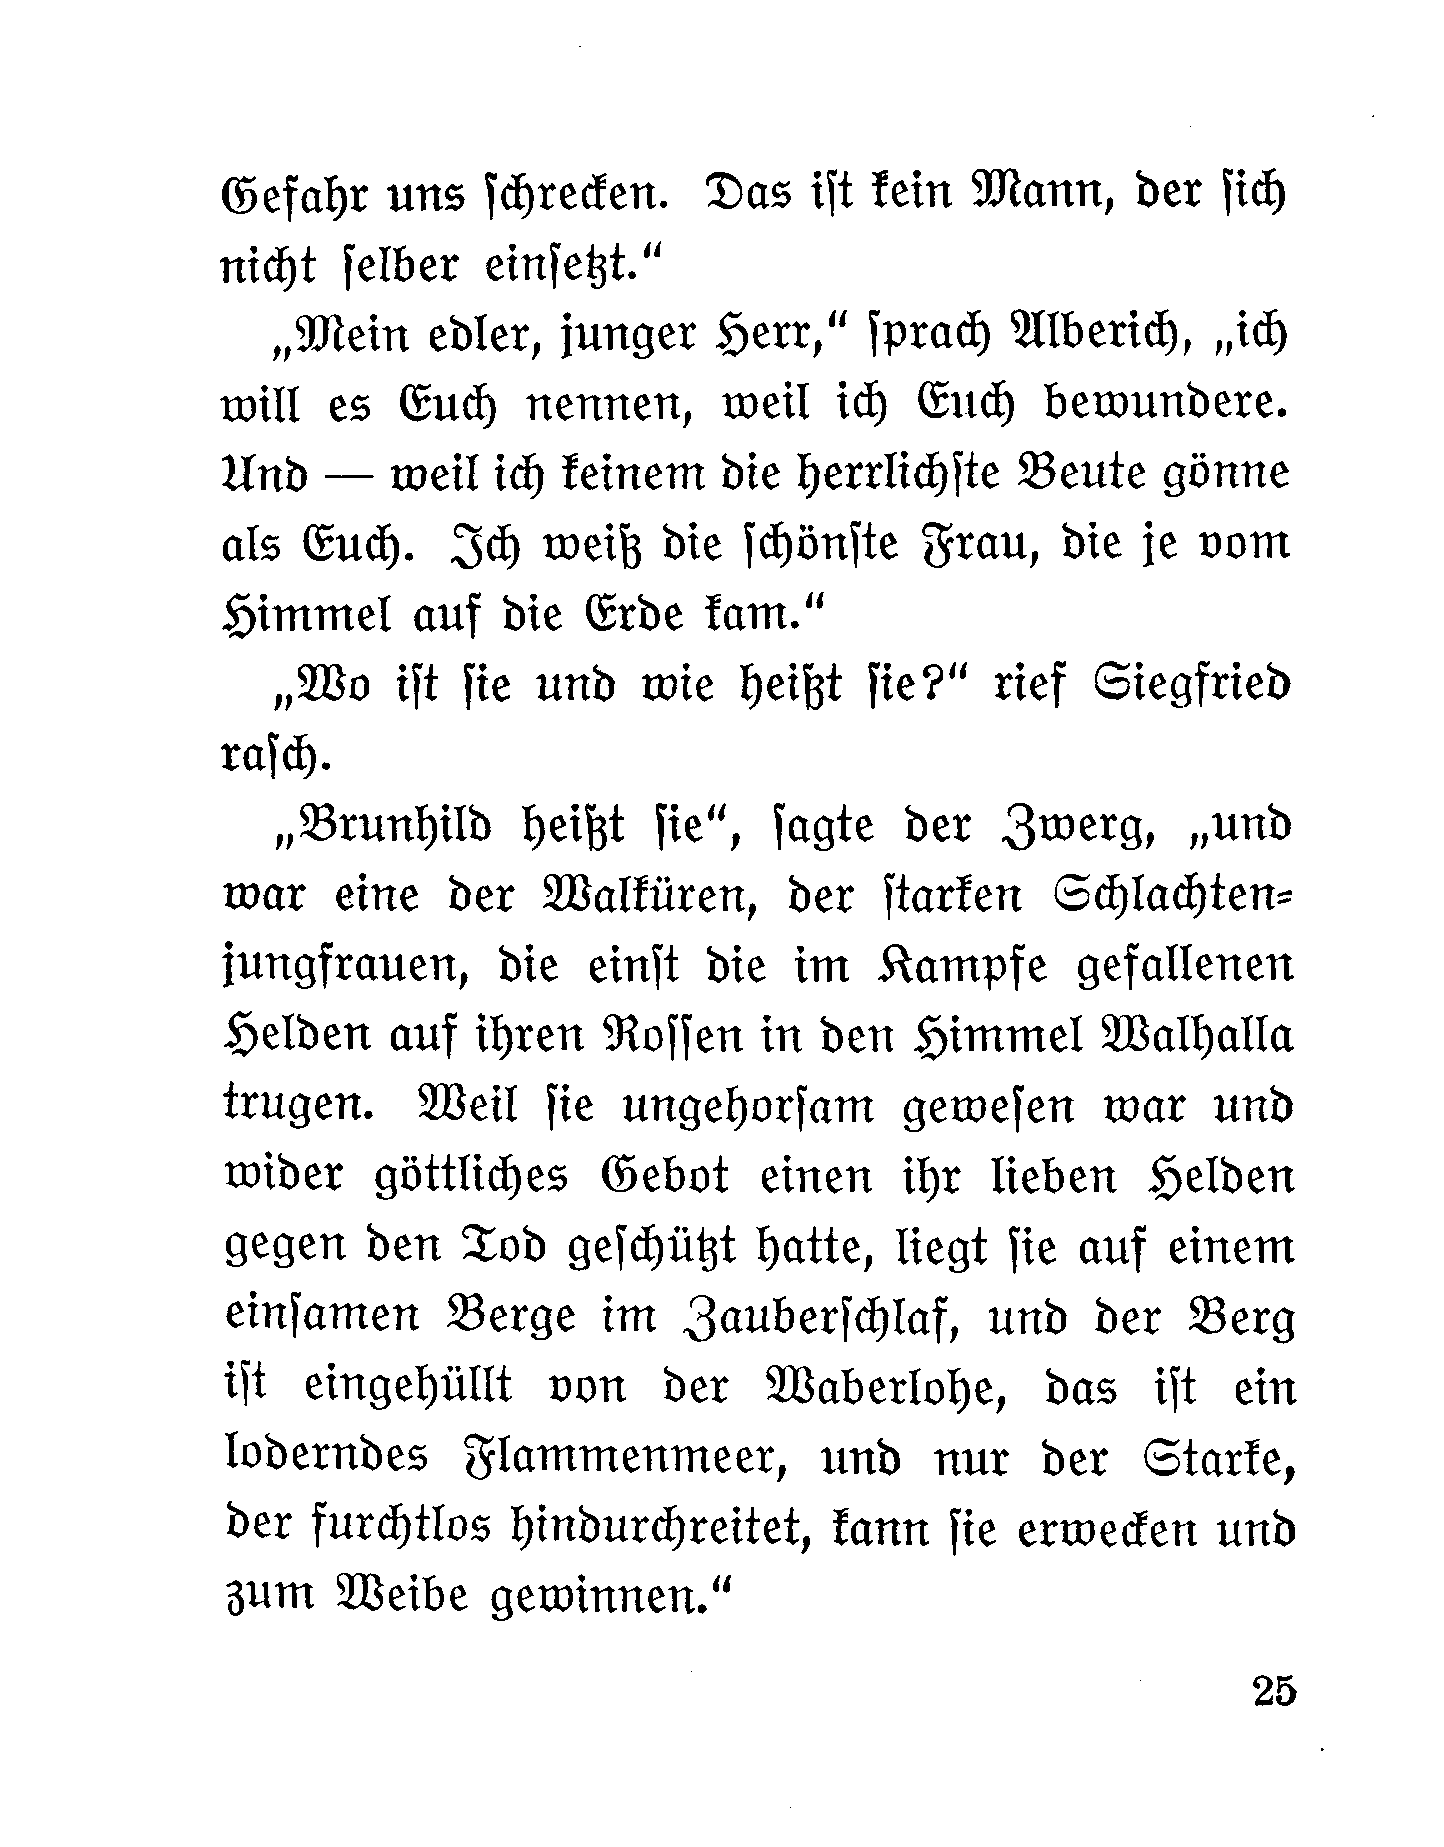 Gefahr uns ſchrecken. Das iſt kein Mann, der ſich
nicht ſelber einſetzt.“
„Mein edler, junger Herr,“ ſprach Alberich, „ich
will es Euch nennen, weil ich Euch bewundere.
Und — weil ich keinem die herrlichſte Beute gönne
als Euch. Ich weiß die ſchönſte Frau, die je vom
Himmel auf die Erde kam.“
„Wo iſt ſie und wie heißt ſie?“ rief Siegfried
raſch.
„Brunhild heißt ſie“, ſagte der Zwerg, „und
war eine der Walküren, der ſtarken Schlachten⸗
jungfrauen, die einſt die im Kampfe gefallenen
Helden auf ihren Roſſen in den Himmel Walhalla
trugen. Weil ſie ungehorſam geweſen war und
wider göttliches Gebot einen ihr lieben Helden
gegen den Tod geſchützt hatte, liegt ſie auf einem
einſamen Berge im Zauberſchlaf, und der Berg
iſt eingehüllt von der Waberlohe, das iſt ein
loderndes Flammenmeer, und nur der Starke,
der furchtlos hindurchreitet, kann ſie erwecken und
zum Weibe gewinnen.“
25